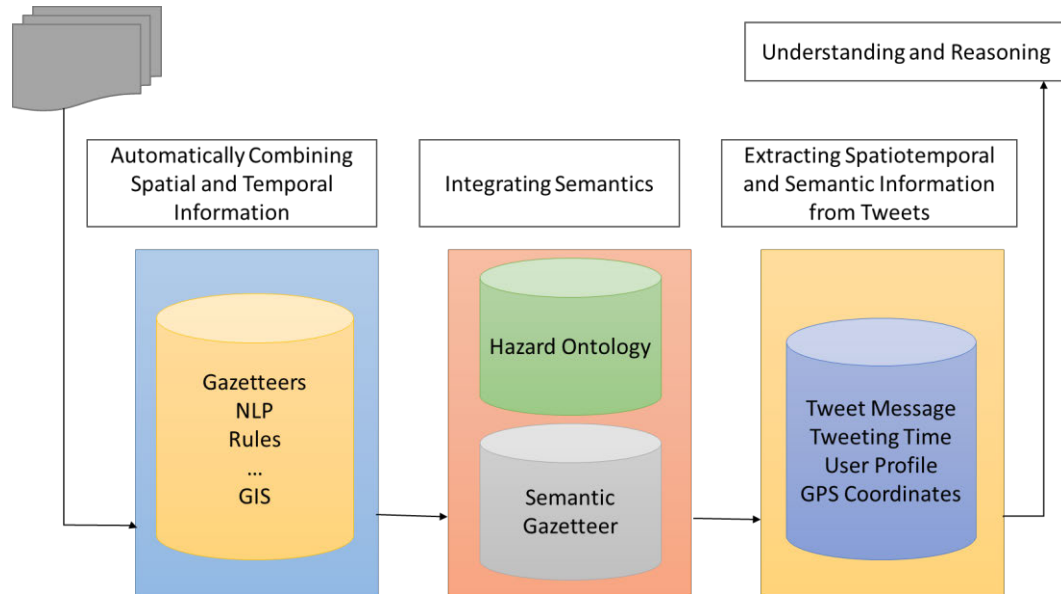 Understanding and Reasoning
Automatically Combining
Spatial and Temporal
Information
Integrating Semantics
Extracting Spatiotemporal
and Semantic Information
from Tweets
Gazetteers
NLP
Rules
...
GIS
Hazard Ontology
Semantic
Gazetteer
Tweet Message
Tweeting Time
User Profile
GPS Coordinates